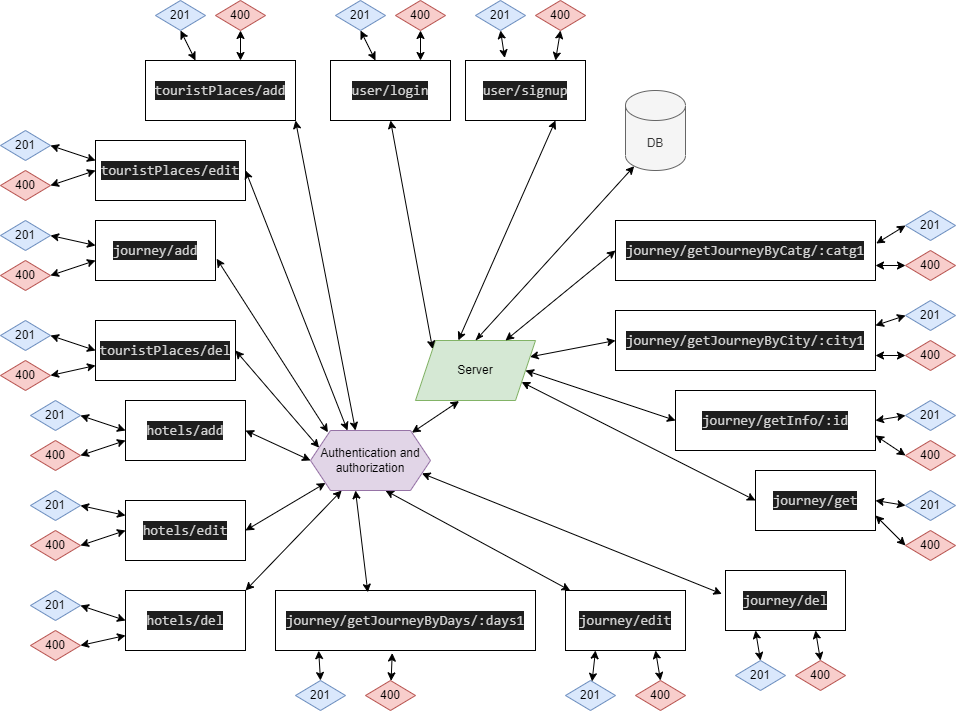 201
400
201
400
201
400
touristPlaces/add
user/login
user/signup
DB
201
400
touristPlaces/edit
201
400
journey/add
journey/getJourneyByCatg/:catg1
201
400
201
400
touristPlaces/del
Server
journey/getJourneyByCity/:city1
201
400
201
400
hotels/add
Authentication and
authorization
journey/getInfo/:id
201
400
201
400
hotels/edit
journey/get
201
400
201
400
hotels/del
journey/getJourneyByDays/:days1
journey/edit
journey/del
201
400
201
400
201
400